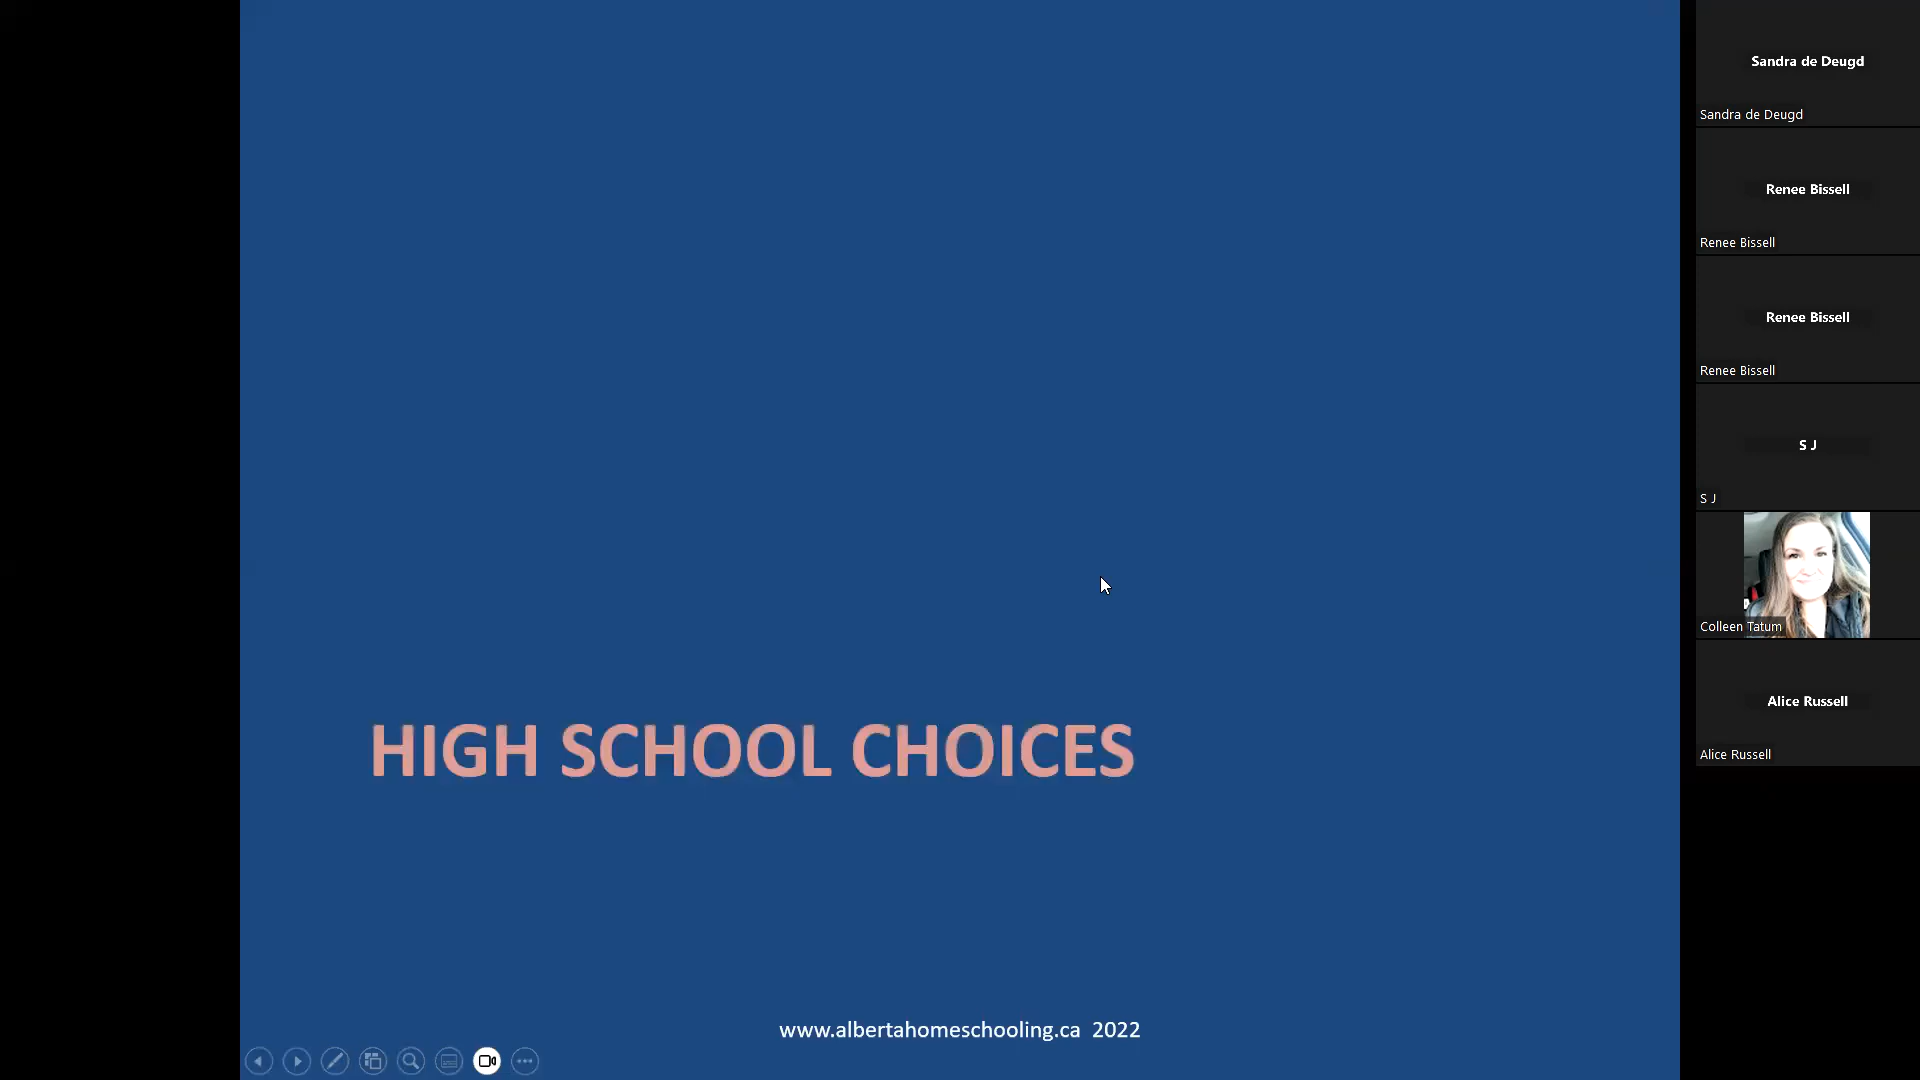 HIGH SCHOOL CHOICES
www.albertahomeschooling.ca 2022
Sandra de Deugd
Sandra de Deugd
Renee Bissell
Renee Bissell
Renee Bissell
Renee Bissell
S J
S J
Colleen Tatum
Alice Russell
Alice Russell